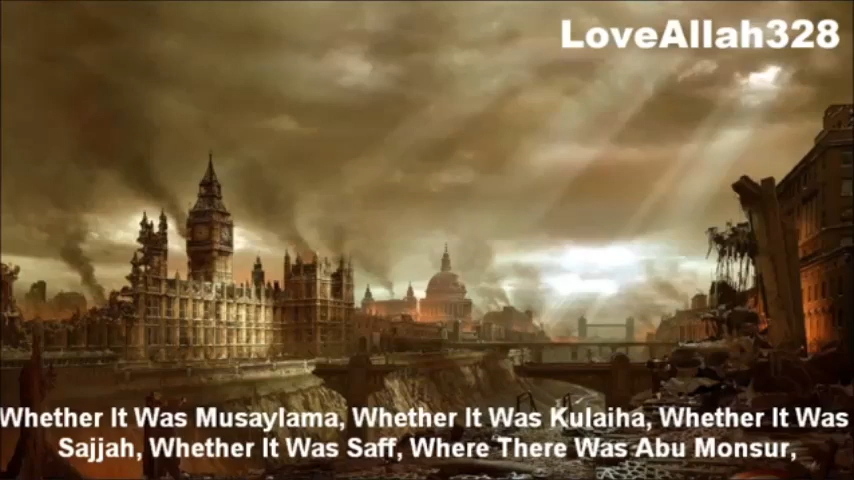 LoveAllah328
Whether It Was Musaylama, Whether It Was Kulaiha, Whether It Was
Sajjah, Whether It Was Saff, Where There Was Abu Monsur,